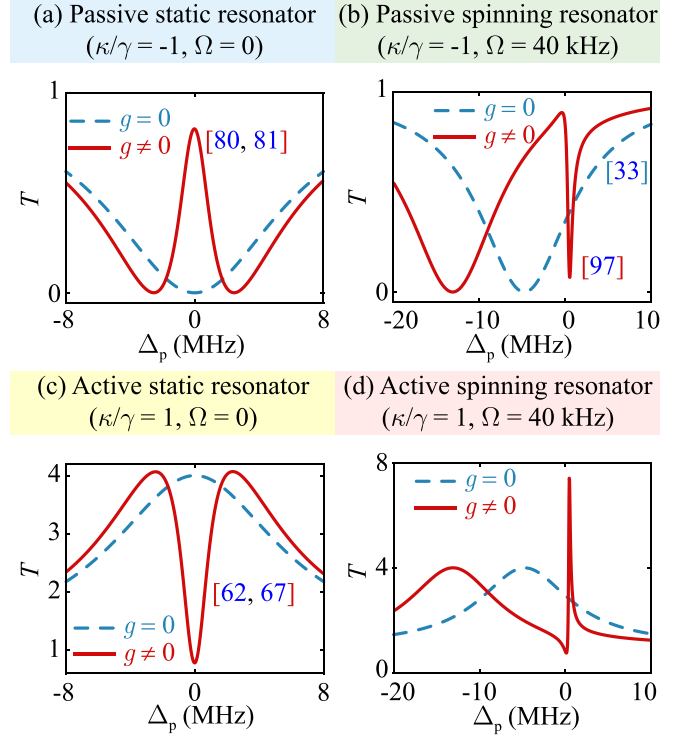 (a) Passive static resonator
(κ/γ = -1, Ω = 0)
(b) Passive spinning resonator
(κ/γ = -1, Ω = 40 kHz)
1
g = 0
g ≠ 0
[80, 81]
T
0
-8
0
8
Δp (MHz)
1
g = 0
g ≠ 0
[33]
[97]
T
0
-20
-10
0
10
Δp (MHz)
(c) Active static resonator
(κ/γ = 1, Ω = 0)
(d) Active spinning resonator
(κ/γ = 1, Ω = 40 kHz)
4
3
T
2
[62, 67]
g = 0
g ≠ 0
1
-8
0
8
Δp (MHz)
8
g = 0
g ≠ 0
T
4
0
-20
-10
0
10
Δp (MHz)